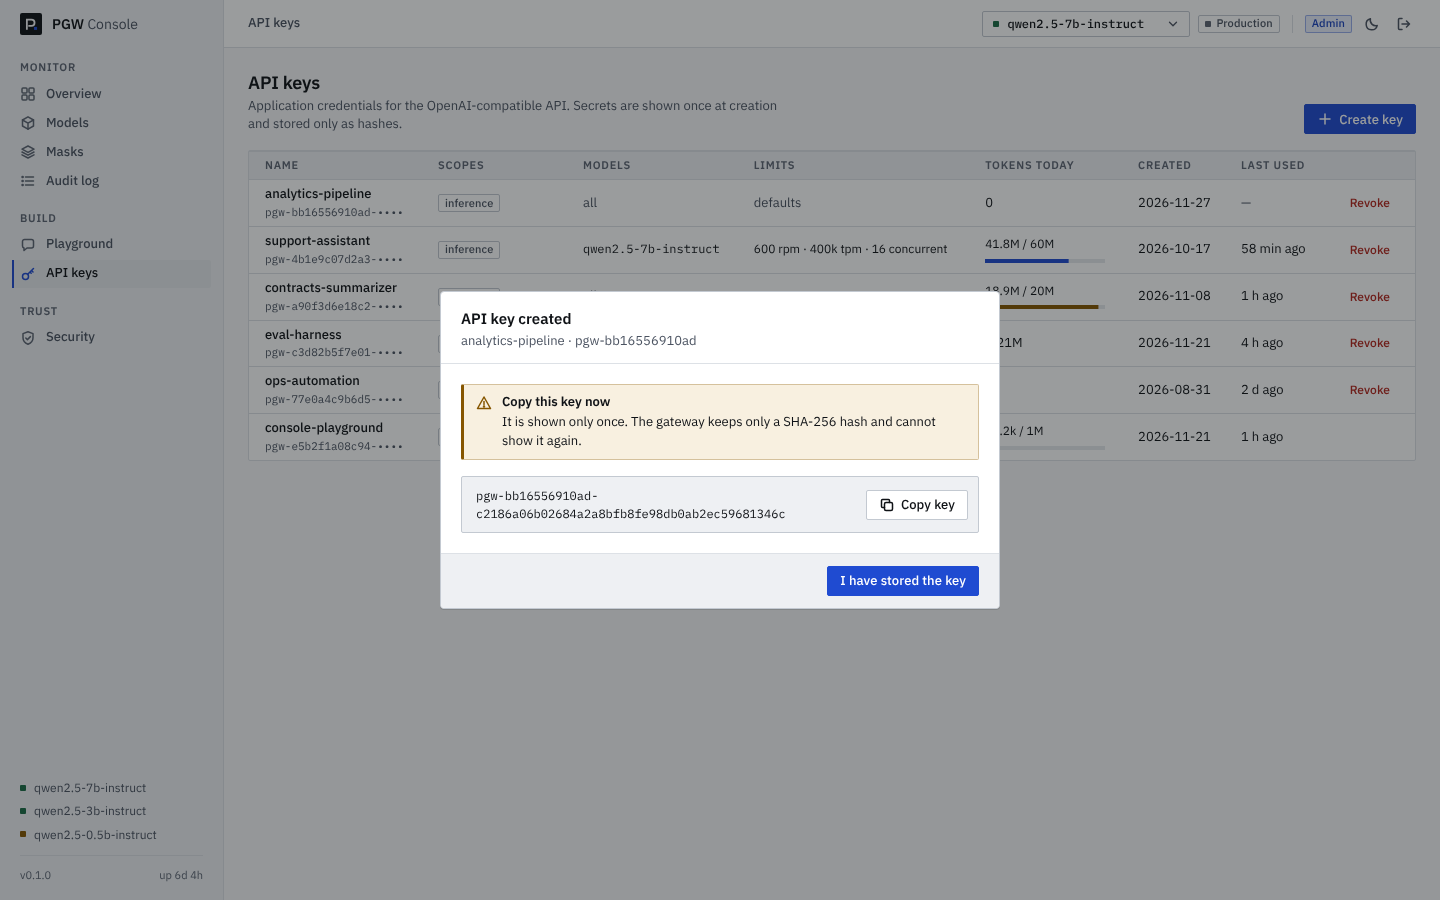 PGW Console
MONITOR
Overview
Models
Masks
Audit log
BUILD
Playground
API keys
TRUST
Security
qwen2.5-7b-instruct
qwen2.5-3b-instruct
qwen2.5-0.5b-instruct
v0.1.0 up 6d 4h
API keys qwen2.5-7b-instruct Production Admin
API keys
Application credentials for the OpenAI-compatible API. Secrets are shown once at creation
and stored only as hashes.
Create key
NAME SCOPES MODELS LIMITS TOKENS TODAY CREATED LAST USED
analytics-pipeline
pgw-bb16556910ad-•••• inference all defaults 0 2026-11-27 — Revoke
support-assistant
pgw-4b1e9c07d2a3-•••• inference qwen2.5-7b-instruct 600 rpm · 400k tpm · 16 concurrent 41.8M / 60M 2026-10-17 58 min ago Revoke
contracts-summarizer
pgw-a90f3d6e18c2-•••• 18.9M / 20M 2026-11-08 1 h ago Revoke
eval-harness
pgw-c3d82b5f7e01-•••• 21M 2026-11-21 4 h ago Revoke
ops-automation
pgw-77e0a4c9b6d5-•••• 2026-08-31 2 d ago Revoke
console-playground
pgw-e5b2f1a08c94-•••• .2k / 1M 2026-11-21 1 h ago
API key created
analytics-pipeline · pgw-bb16556910ad
Copy this key now
It is shown only once. The gateway keeps only a SHA-256 hash and cannot
show it again.
pgw-bb16556910ad-
c2186a06b02684a2a8bfb8fe98db0ab2ec59681346c
Copy key
I have stored the key